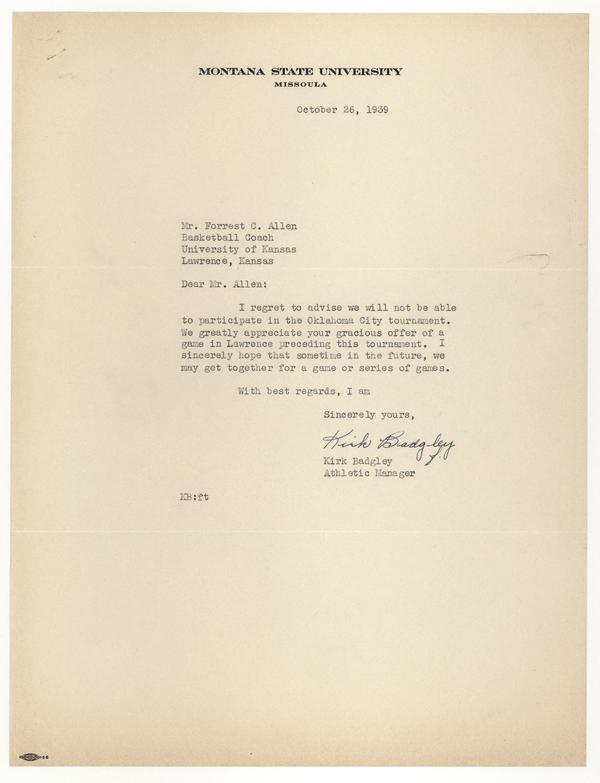 MONTANA STATE UNIVERSITY
MISSOULA
October 26, 1939
Mr. Forrest C. Allen
Basketball Coach
University of Kansas
Lawrence, Kansas
Dear Mr. Allen:
I regret to advise we will not be able
to participate in the Oklahoma City tournament.
We greatly appreciate your gracious offer of a
game in Lawrence preceding this tournament. I
sincerely hope that sometime in the future, we
may get together for a game or series of games.
With best regards, I am
Sincerely yours,
Kirk Badgley
Kirk Badgley
Athletic Manager
KB:ft